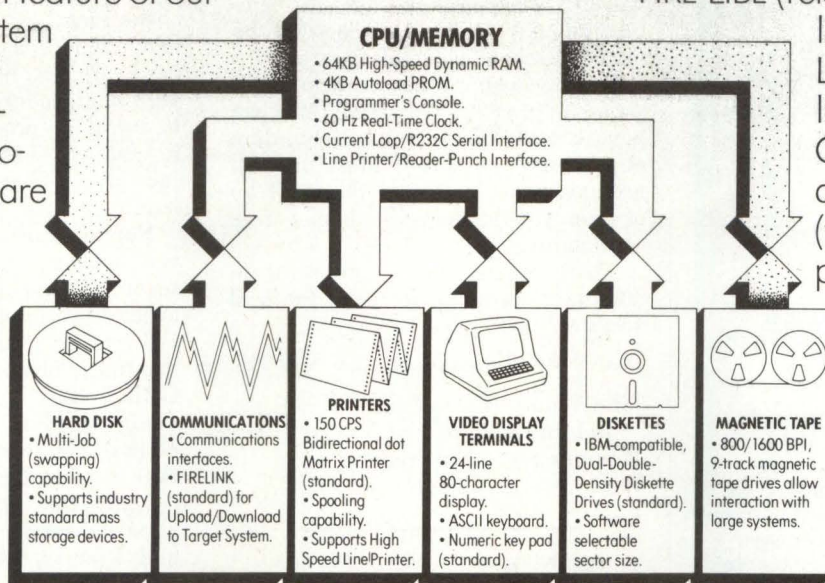 feature of our
tem
o-
are
CPU/MEMORY
• 64KB High-Speed Dynamic RAM.
• 4KB Autoload PROM.
• Programmer's Console.
• 60 Hz Real-Time Clock.
• Current Loop/R232C Serial Interface.
• Line Printer/Reader-Punch Interface.
HARD DISK
• Multi-Job
(swapping)
capability.
• Supports industry
standard mass
storage devices.
COMMUNICATIONS
• Communications
interfaces.
• FIRELINK
(standard) for
Upload/Download
to Target System.
PRINTERS
• 150 CPS
Bidirectional dot
Matrix Printer
(standard).
• Spooling
capability.
• Supports High
Speed Line Printer.
VIDEO DISPLAY
TERMINALS
• 24-line
80-character
display.
• ASCII keyboard.
• Numeric key pad
(standard).
DISKETTES
• IBM-compatible,
Dual-Double-
Density Diskette
Drives (standard).
• Software
selectable
sector size.
MAGNETIC TAPE
• 800/1600 BPI,
9-track magnetic
tape drives allow
interaction with
large systems.